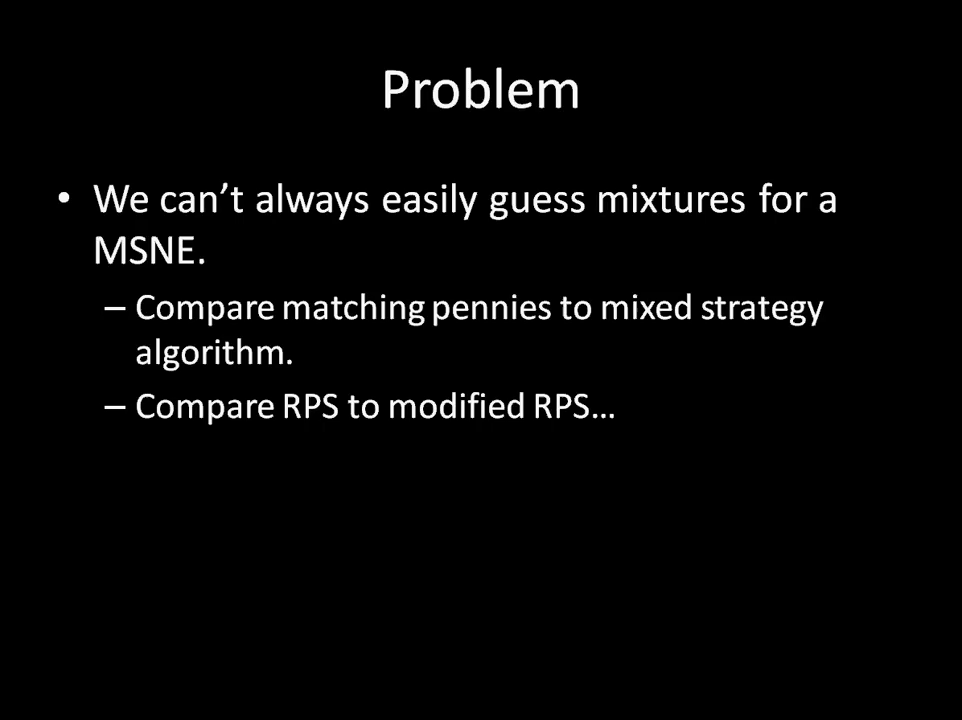 Problem
• We can’t always easily guess mixtures for a
MSNE.
– Compare matching pennies to mixed strategy
algorithm.
– Compare RPS to modified RPS…